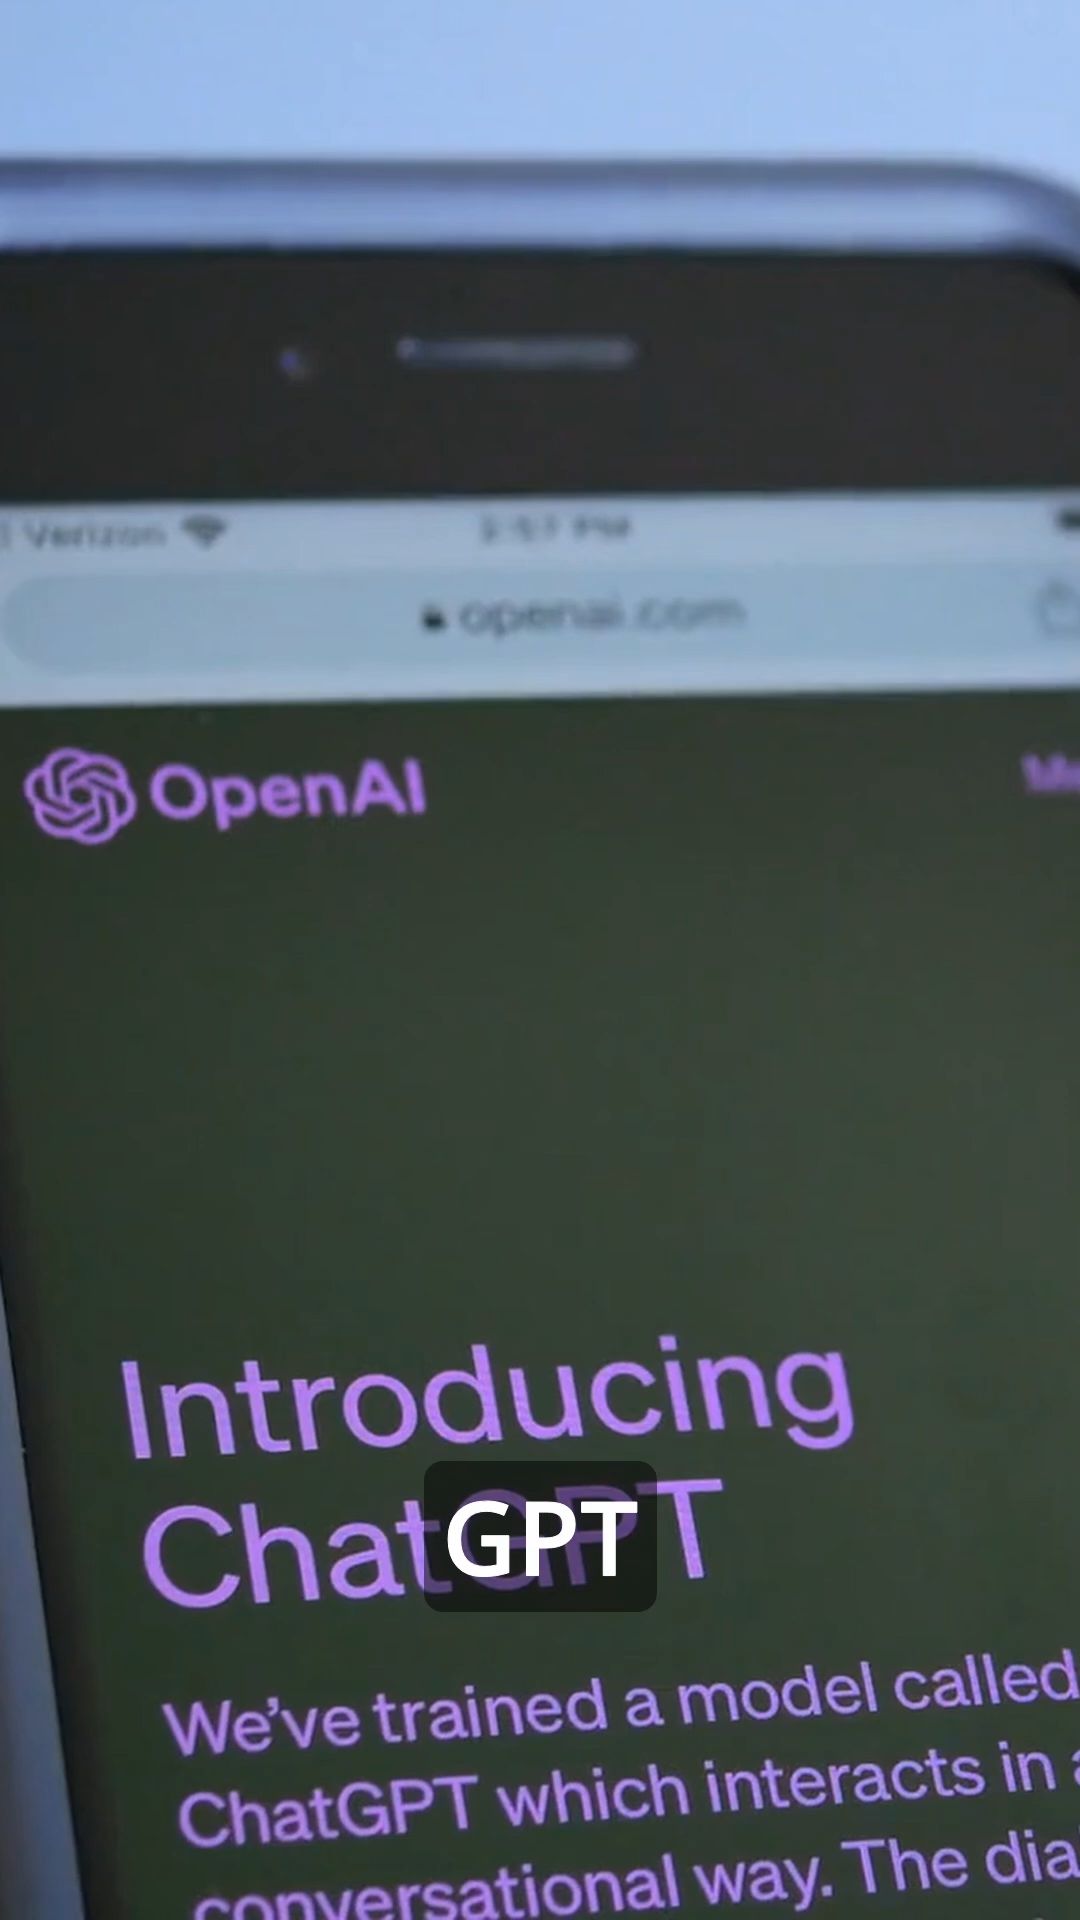 Verizon
openai.com
OpenAI
Introducing
ChatGPT
GPT
We've trained a model called
ChatGPT which interacts in
conversational way. The